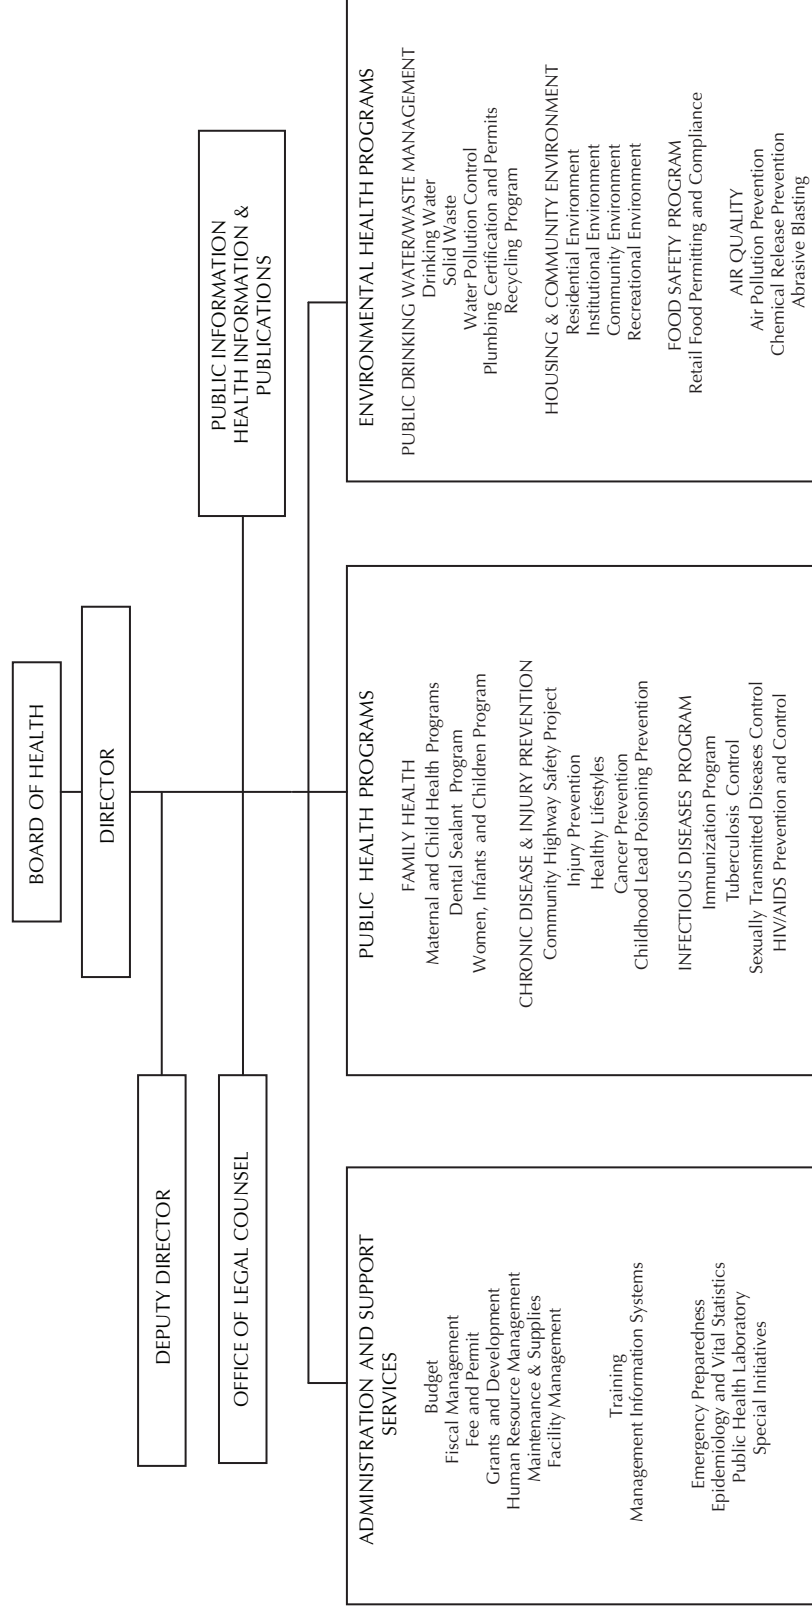 BOARD OF HEALTH
DIRECTOR
DEPUTY DIRECTOR
OFFICE OF LEGAL COUNSEL
PUBLIC INFORMATION
HEALTH INFORMATION &
PUBLICATIONS
ADMINISTRATION AND SUPPORT
SERVICES
Budget
Fiscal Management
Fee and Permit
Grants and Development
Human Resource Management
Maintenance & Supplies
Facility Management
Training
Management Information Systems
Emergency Preparedness
Epidemiology and Vital Statistics
Public Health Laboratory
Special Initiatives
PUBLIC HEALTH PROGRAMS
FAMILY HEALTH
Maternal and Child Health Programs
Dental Sealant Program
Women, Infants and Children Program
CHRONIC DISEASE & INJURY PREVENTION
Community Highway Safety Project
Injury Prevention
Healthy Lifestyles
Cancer Prevention
Childhood Lead Poisoning Prevention
INFECTIOUS DISEASES PROGRAM
Immunization Program
Tuberculosis Control
Sexually Transmitted Diseases Control
HIV/AIDS Prevention and Control
ENVIRONMENTAL HEALTH PROGRAMS
PUBLIC DRINKING WATER/WASTE MANAGEMENT
Drinking Water
Solid Waste
Water Pollution Control
Plumbing Certification and Permits
Recycling Program
HOUSING & COMMUNITY ENVIRONMENT
Residential Environment
Institutional Environment
Community Environment
Recreational Environment
FOOD SAFETY PROGRAM
Retail Food Permitting and Compliance
AIR QUALITY
Air Pollution Prevention
Chemical Release Prevention
Abrasive Blasting